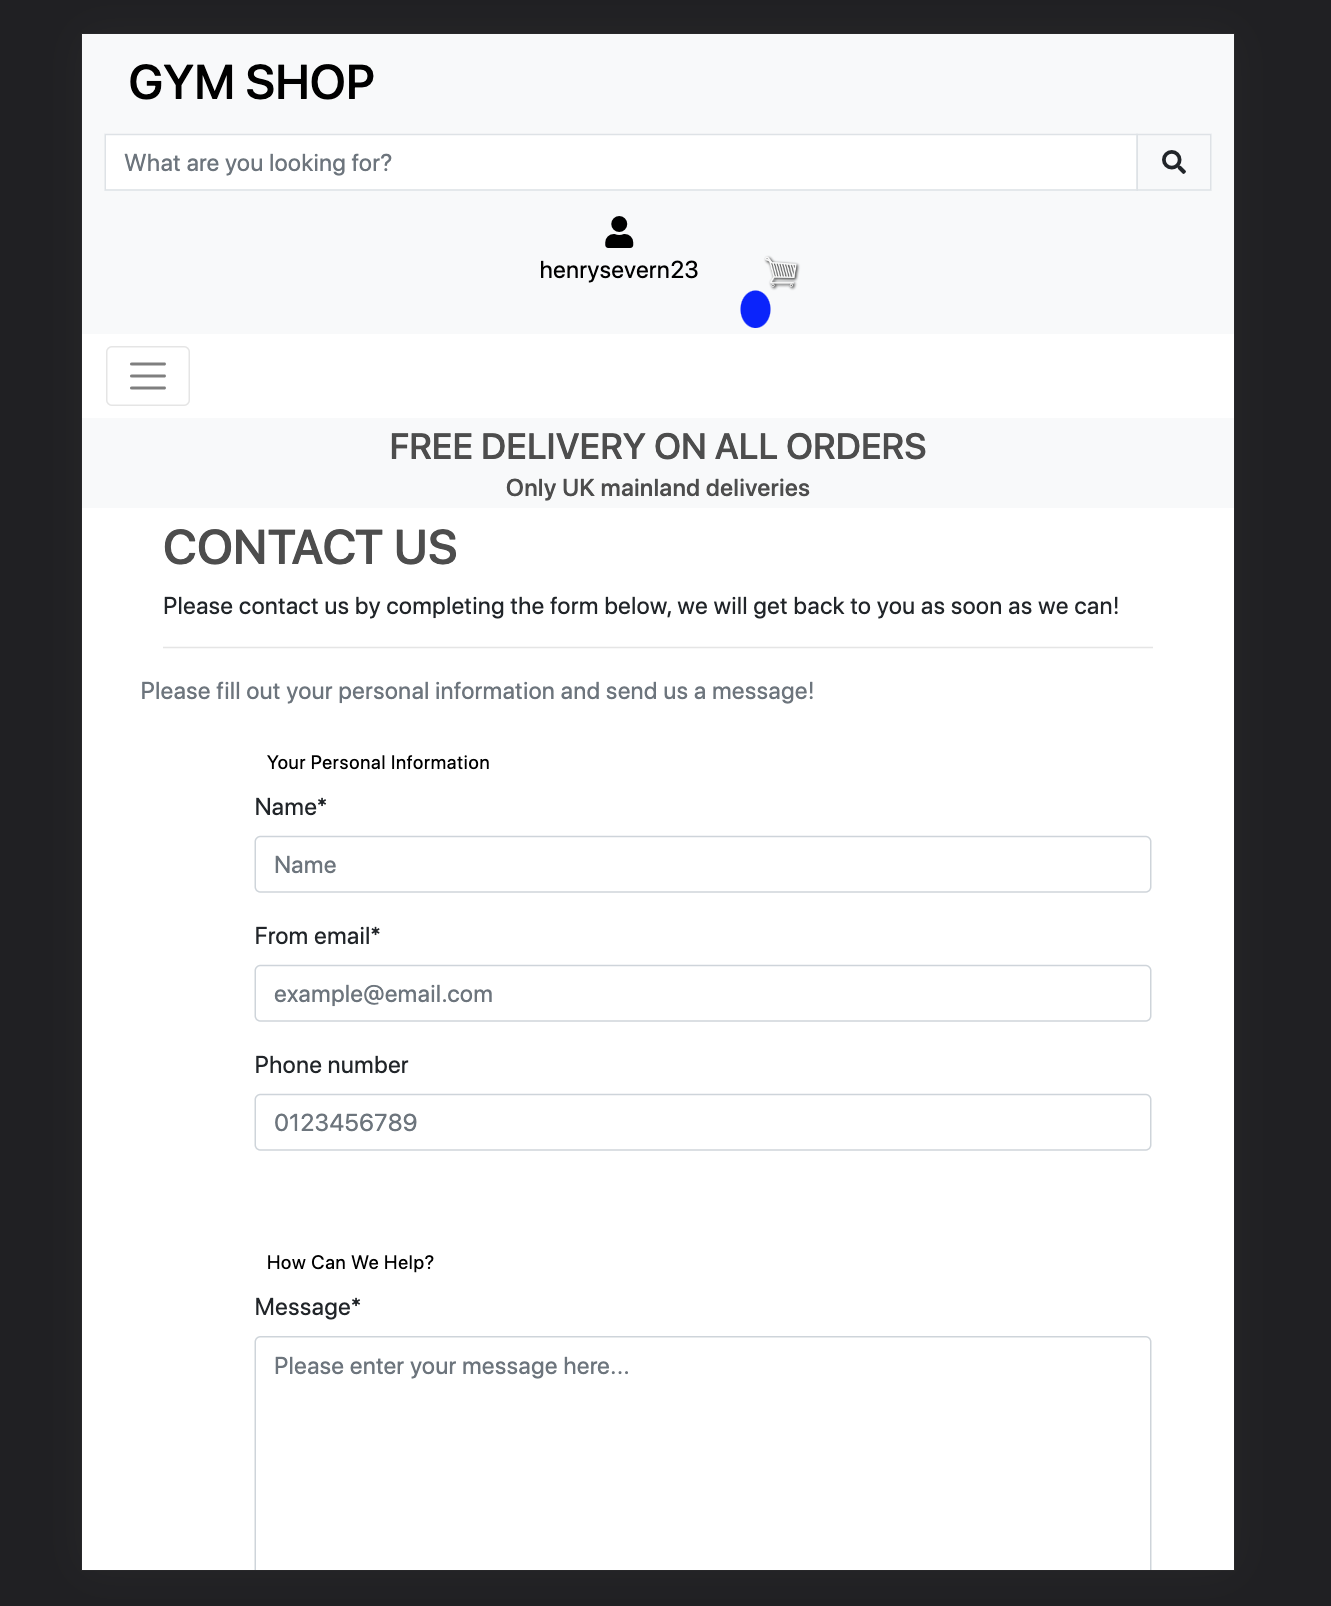 GYM SHOP
What are you looking for?
henrysevern23
FREE DELIVERY ON ALL ORDERS
Only UK mainland deliveries
CONTACT US
Please contact us by completing the form below, we will get back to you as soon as we can!
Please fill out your personal information and send us a message!
Your Personal Information
Name*
Name
From email*
example@email.com
Phone number
0123456789
How Can We Help?
Message*
Please enter your message here...